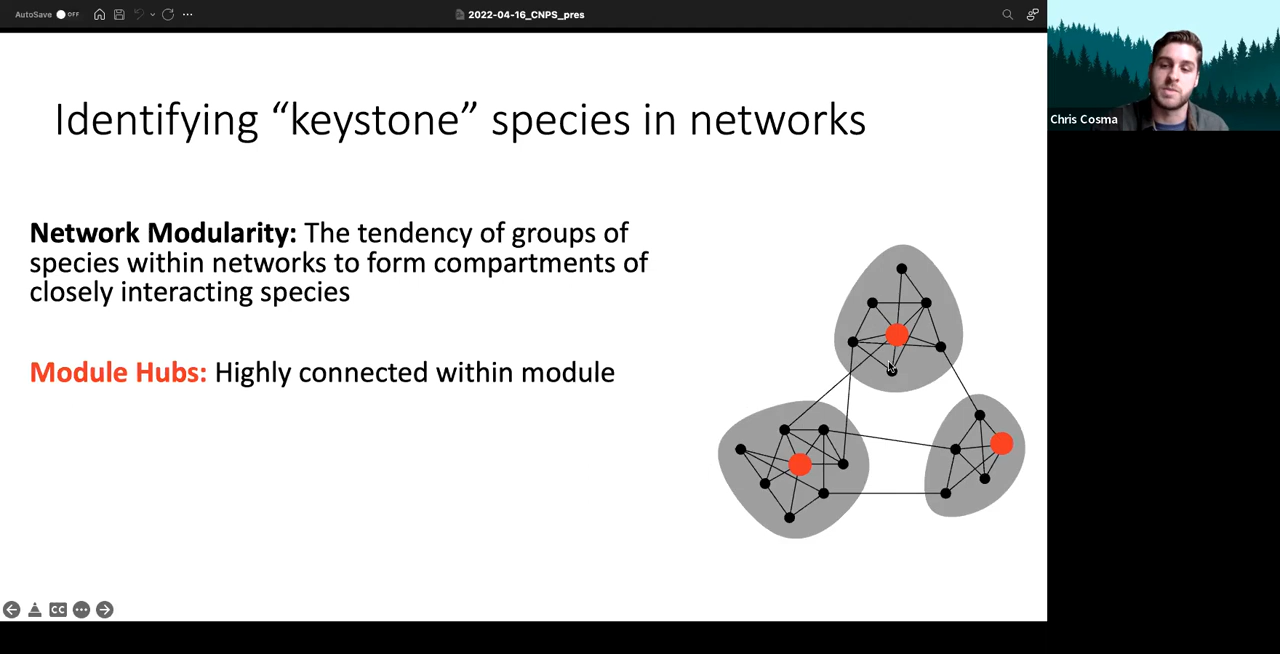 AutoSave OFF
2022-04-16_CNPS_pres
Chris Cosma
Identifying “keystone” species in networks
Network Modularity: The tendency of groups of
species within networks to form compartments of
closely interacting species
Module Hubs: Highly connected within module
CC